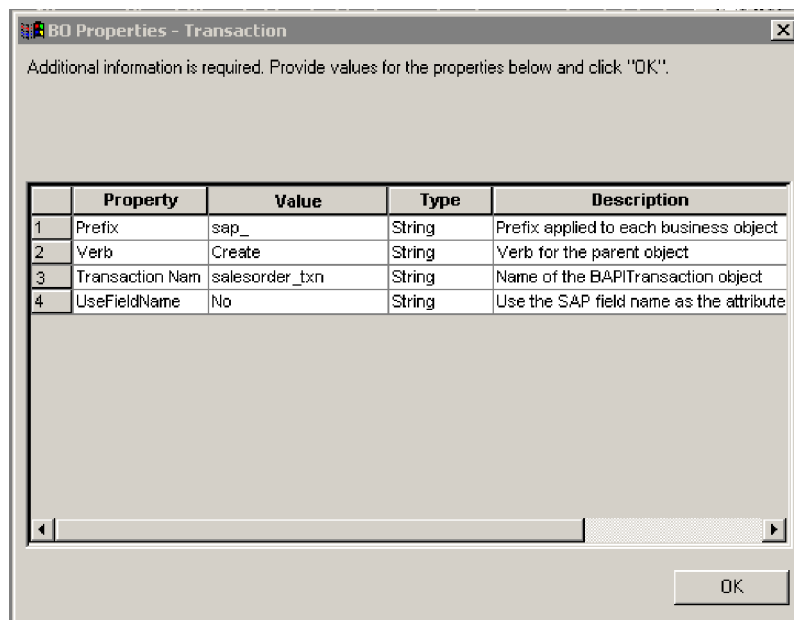 BO Properties - Transaction
Additional information is required. Provide values for the properties below and click "OK".
Property Value Type Description
1 Prefix sap_ String Prefix applied to each business object
2 Verb Create String Verb for the parent object
3 Transaction Nam salesorder_txn String Name of the BAPITransaction object
4 UseFieldName No String Use the SAP field name as the attribute
OK